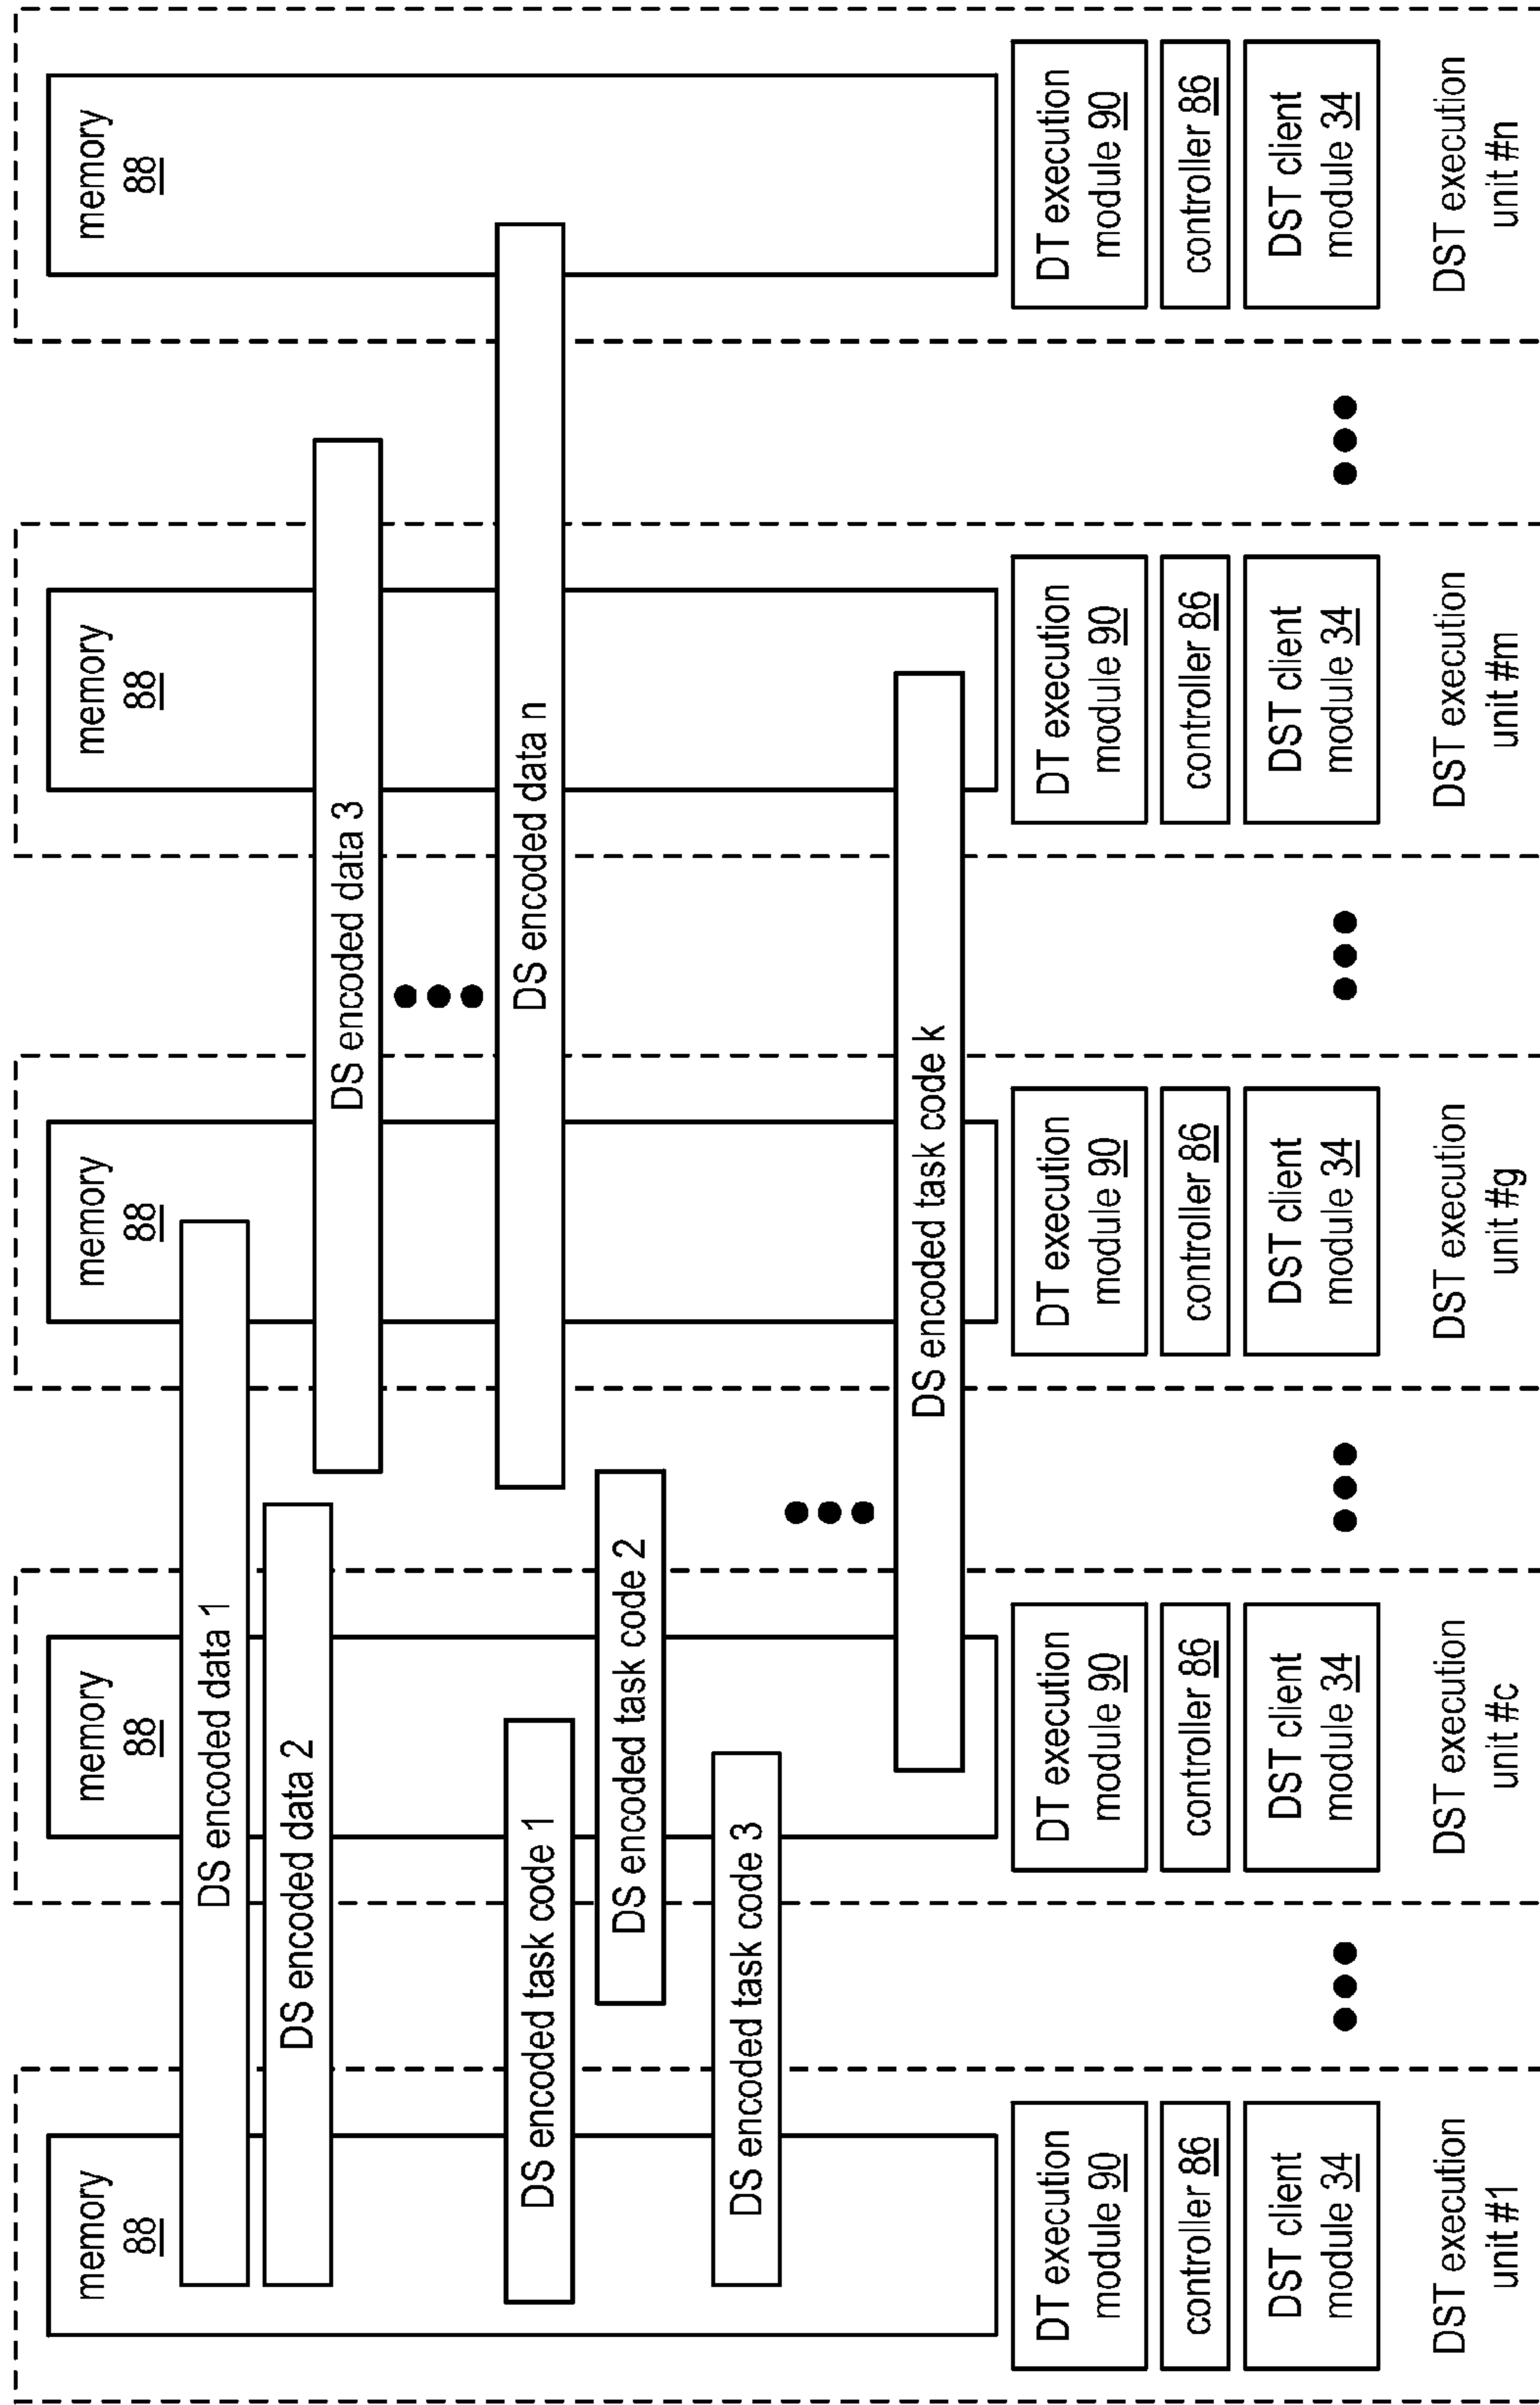 memory
88
memory
88
memory
88
memory
88
memory
88
DS encoded data 1
DS encoded data 2
DS encoded data 3
DS encoded data n
DS encoded task code 1
DS encoded task code 2
DS encoded task code 3
DS encoded task code k
DT execution
module 90
controller 86
DST client
module 34
DST execution
unit #1
DT execution
module 90
controller 86
DST client
module 34
DST execution
unit #c
DT execution
module 90
controller 86
DST client
module 34
DST execution
unit #g
DT execution
module 90
controller 86
DST client
module 34
DST execution
unit #m
DT execution
module 90
controller 86
DST client
module 34
DST execution
unit #n